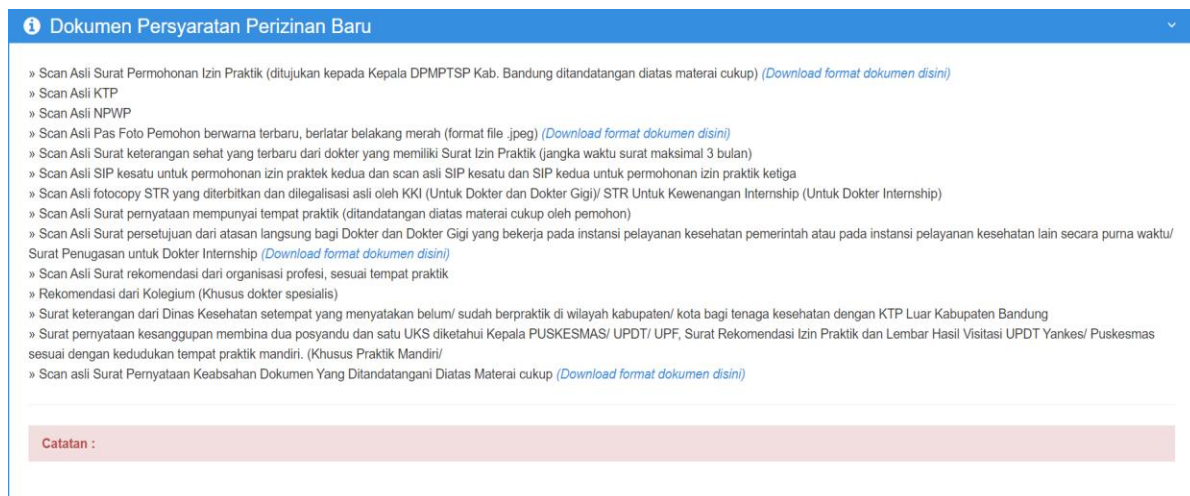 Dokumen Persyaratan Perizinan Baru
» Scan Asli Surat Permohonan Izin Praktik (ditujukan kepada Kepala DPMPTSP Kab. Bandung ditandatangan diatas materai cukup) (Download format dokumen disini)
» Scan Asli KTP
» Scan Asli NPWP
» Scan Asli Pas Foto Pemohon berwarna terbaru, berlatar belakang merah (format file .jpeg) (Download format dokumen disini)
» Scan Asli Surat keterangan sehat yang terbaru dari dokter yang memiliki Surat Izin Praktik (jangka waktu surat maksimal 3 bulan)
» Scan Asli SIP kesatu untuk permohonan izin praktek kedua dan scan asli SIP kesatu dan SIP kedua untuk permohonan izin praktik ketiga
» Scan Asli fotocopy STR yang diterbitkan dan dilegalisasi asli oleh KKI (Untuk Dokter dan Dokter Gigi)/ STR Untuk Kewenangan Internship (Untuk Dokter Internship)
» Scan Asli Surat pernyataan mempunyai tempat praktik (ditandatangan diatas materai cukup oleh pemohon)
» Scan Asli Surat persetujuan dari atasan langsung bagi Dokter dan Dokter Gigi yang bekerja pada instansi pelayanan kesehatan pemerintah atau pada instansi pelayanan kesehatan lain secara purna waktu/
Surat Penugasan untuk Dokter Internship (Download format dokumen disini)
» Scan Asli Surat rekomendasi dari organisasi profesi, sesuai tempat praktik
» Rekomendasi dari Kolegium (Khusus dokter spesialis)
» Surat keterangan dari Dinas Kesehatan setempat yang menyatakan belum/ sudah berpraktik di wilayah kabupaten/ kota bagi tenaga kesehatan dengan KTP Luar Kabupaten Bandung
» Surat pernyataan kesanggupan membina dua posyandu dan satu UKS diketahui Kepala PUSKESMAS/ UPDT/ UPF, Surat Rekomendasi Izin Praktik dan Lembar Hasil Visitasi UPDT Yankes/ Puskesmas
sesuai dengan kedudukan tempat praktik mandiri. (Khusus Praktik Mandiri/
» Scan asli Surat Pernyataan Keabsahan Dokumen Yang Ditandatangani Diatas Materai cukup (Download format dokumen disini)
Catatan :